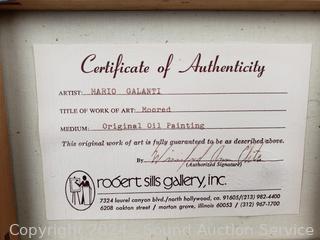 Certificate of Authenticity
ARTIST: MARIO GALANTI
TITLE OF WORK OF ART: Moored
MEDIUM: Original Oil Painting
This original work of art is fully guaranteed to be as described above.
By
(Authorized Signature)
robert sills gallery, inc.
7324 laurel canyon blvd./north hollywood, ca. 91605/213/982-4400
6208 oakton street / morton grove, illinois 60053 / 312/967-1700
Copyright 2024 Sound Auction Service